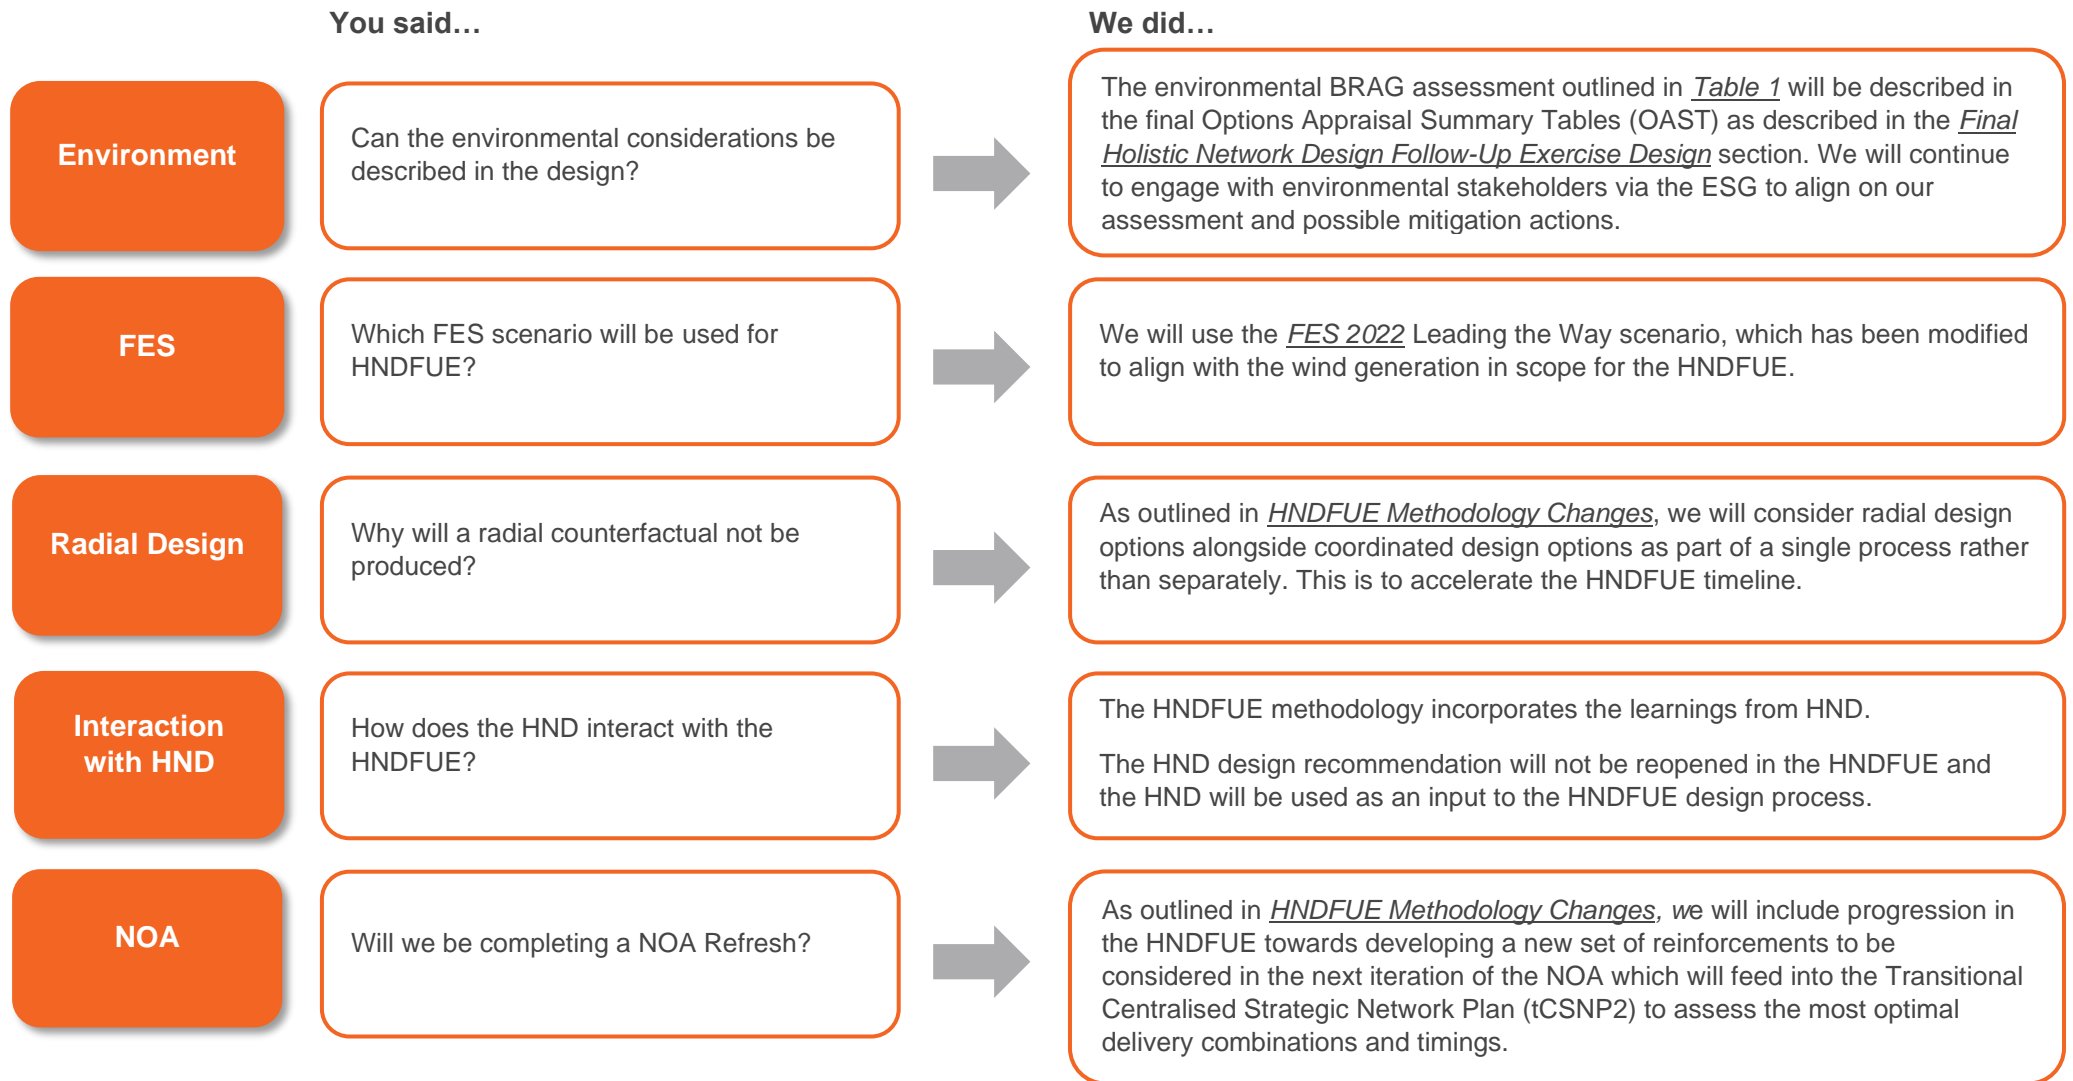 You said…
We did…
Environment
Can the environmental considerations be
described in the design?
The environmental BRAG assessment outlined in Table 1 will be described in
the final Options Appraisal Summary Tables (OAST) as described in the Final
Holistic Network Design Follow-Up Exercise Design section. We will continue
to engage with environmental stakeholders via the ESG to align on our
assessment and possible mitigation actions.
FES
Which FES scenario will be used for
HNDFUE?
We will use the FES 2022 Leading the Way scenario, which has been modified
to align with the wind generation in scope for the HNDFUE.
Radial Design
Why will a radial counterfactual not be
produced?
As outlined in HNDFUE Methodology Changes, we will consider radial design
options alongside coordinated design options as part of a single process rather
than separately. This is to accelerate the HNDFUE timeline.
Interaction
with HND
How does the HND interact with the
HNDFUE?
The HNDFUE methodology incorporates the learnings from HND.
The HND design recommendation will not be reopened in the HNDFUE and
the HND will be used as an input to the HNDFUE design process.
NOA
Will we be completing a NOA Refresh?
As outlined in HNDFUE Methodology Changes, we will include progression in
the HNDFUE towards developing a new set of reinforcements to be
considered in the next iteration of the NOA which will feed into the Transitional
Centralised Strategic Network Plan (tCSNP2) to assess the most optimal
delivery combinations and timings.